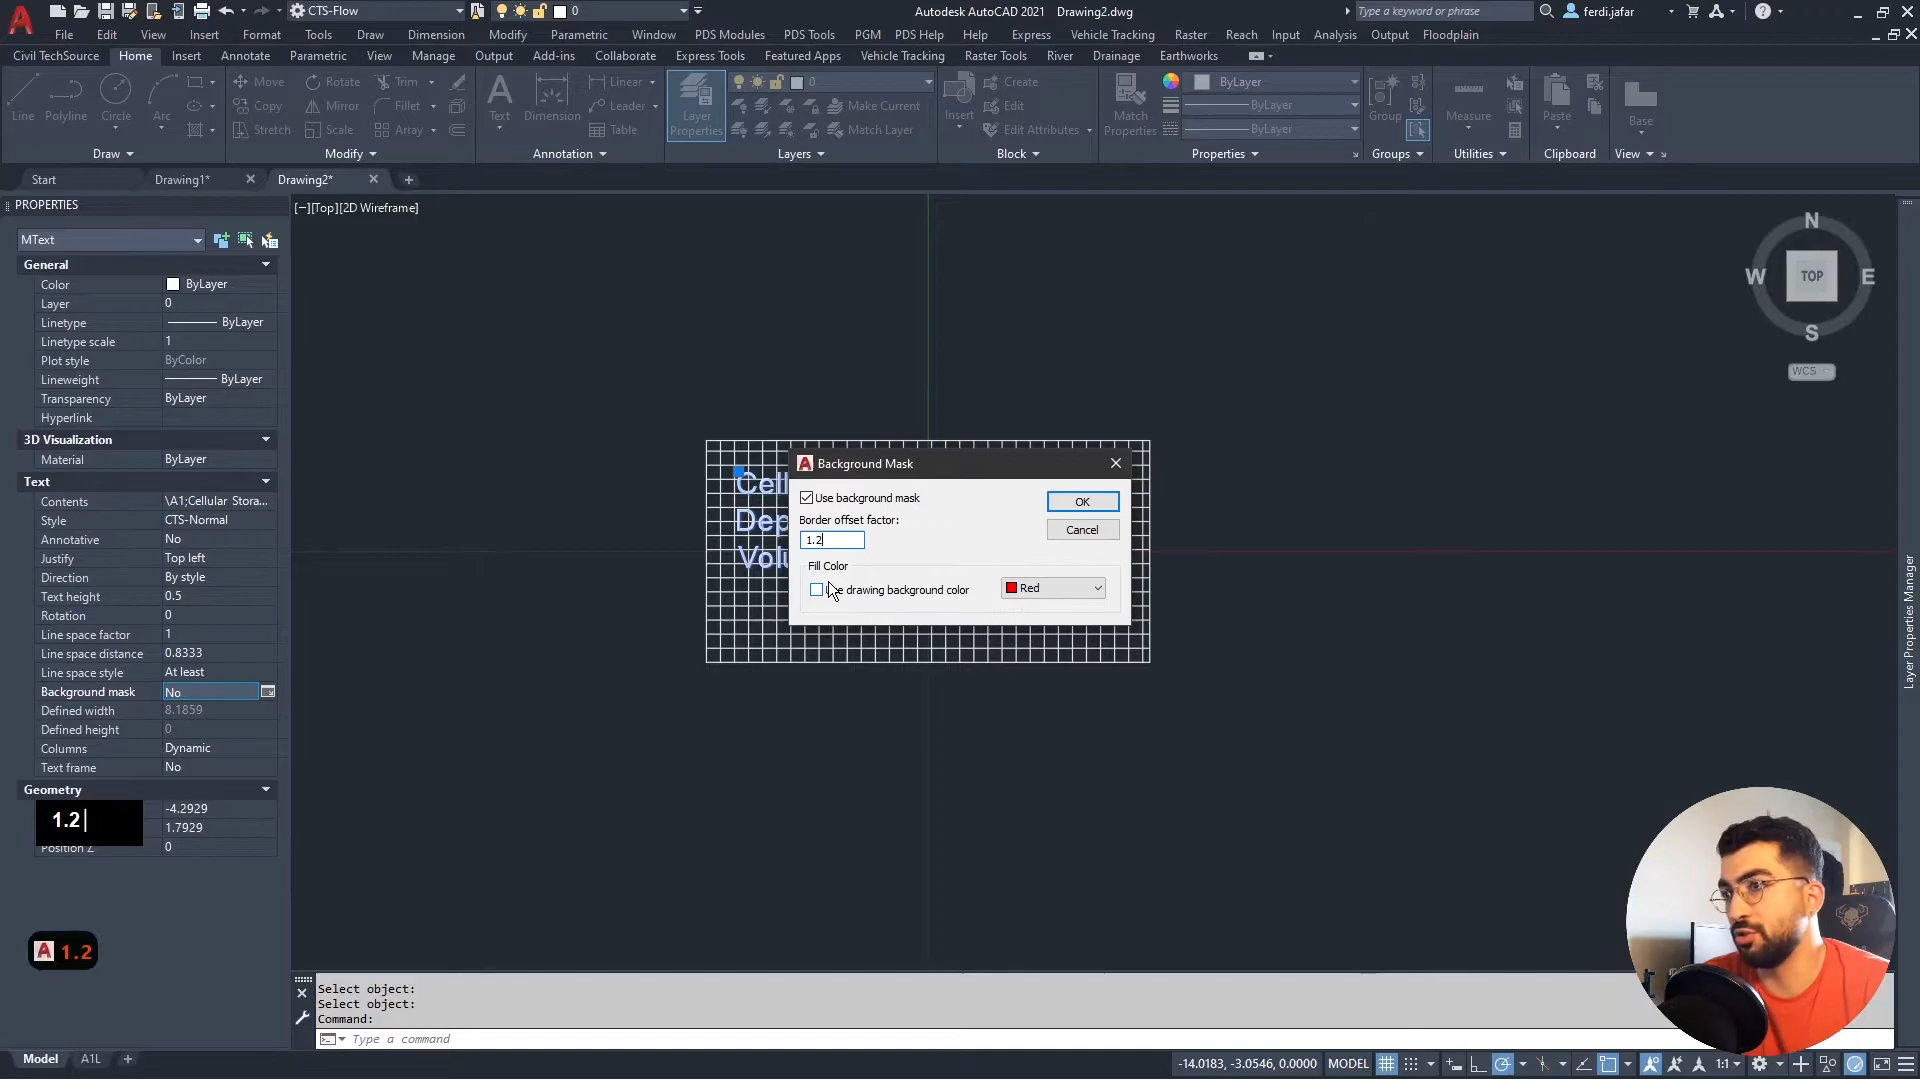 CTS-Flow
0
Autodesk AutoCAD 2021 Drawing2.dwg
Type a keyword or phrase
ferdi.jafar
File Edit View Insert Format Tools Draw Dimension Modify Parametric Window PDS Modules PDS Tools PGM PDS Help Help Express Vehicle Tracking Raster Reach Input Analysis Output Floodplain
Civil TechSource Home Insert Annotate Parametric View Manage Output Add-ins Collaborate Express Tools Featured Apps Vehicle Tracking Raster Tools River Drainage Earthworks
Line Polyline Circle Arc
Move Rotate Trim
Copy Mirror Fillet
Stretch Scale Array
Text Dimension
Linear
Leader
Table
Layer Properties
0
Make Current
Match Layer
Insert
Create
Edit
Edit Attributes
Match Properties
ByLayer
ByLayer
ByLayer
Group
Measure
Paste
Base
Draw Modify Annotation Layers Block Properties Groups Utilities Clipboard View
Start Drawing1* Drawing2*
PROPERTIES
[−][Top][2D Wireframe]
MText
General
Color ByLayer
Layer 0
Linetype ByLayer
Linetype scale 1
Plot style ByColor
Lineweight ByLayer
Transparency ByLayer
Hyperlink
3D Visualization
Material ByLayer
Text
Contents \A1;Cellular Stora...
Style CTS-Normal
Annotative No
Justify Top left
Direction By style
Text height 0.5
Rotation 0
Line space factor 1
Line space distance 0.8333
Line space style At least
Background mask No
Defined width 8.1859
Defined height 0
Columns Dynamic
Text frame No
Geometry
1.2
-4.2929
1.7929
Position Z 0
A 1.2
N
W TOP E
S
WCS
Layer Properties Manager
Cell
Dep
Volu
Background Mask
Use background mask
OK
Border offset factor:
1.2
Cancel
Fill Color
drawing background color
Red
Select object:
Select object:
Command:
Type a command
Model A1L
-14.0183, -3.0546, 0.0000 MODEL
1:1